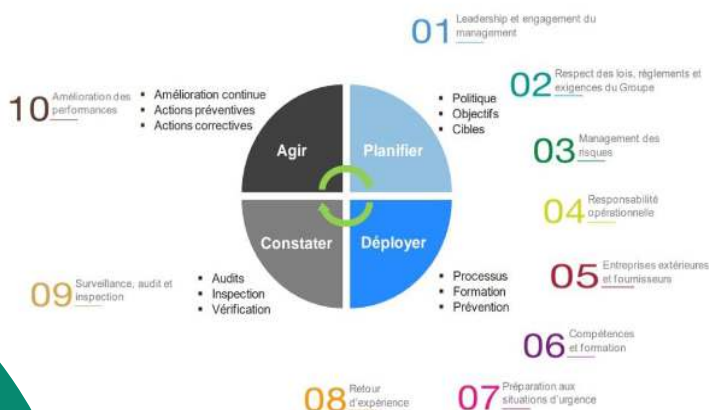 01 Leadership et engagement du
management
02 Respect des lois, règlements et
exigences du Groupe
03 Management des
risques
04 Responsabilité
opérationnelle
05 Entreprises extérieures
et fournisseurs
06 Compétences
et formation
07 Préparation aux
situations d'urgence
08 Retour
d'expérience
09 Surveillance, audit et
inspection
10 Amélioration des
performances
▪ Amélioration continue
▪ Actions préventives
▪ Actions correctives
Agir
Planifier
▪ Politique
▪ Objectifs
▪ Cibles
Constater
Déployer
▪ Audits
▪ Inspection
▪ Vérification
▪ Processus
▪ Formation
▪ Prévention